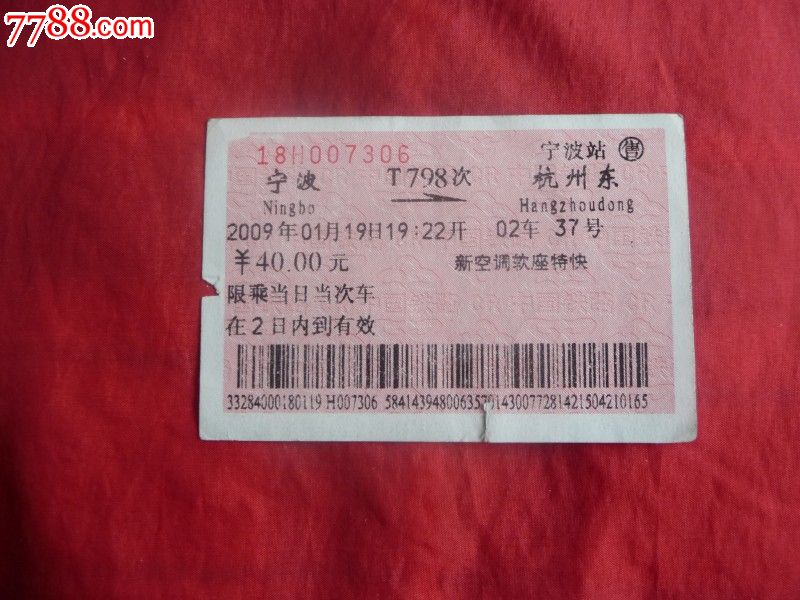 7788.com
18H007306 宁波站 售
宁波 T798次 杭州东
Ningbo Hangzhoudong
2009年01月19日19:22开 02车 37号
¥40.00元 新空调软座特快
限乘当日当次车
在2日内到有效
33284000180119 H007306